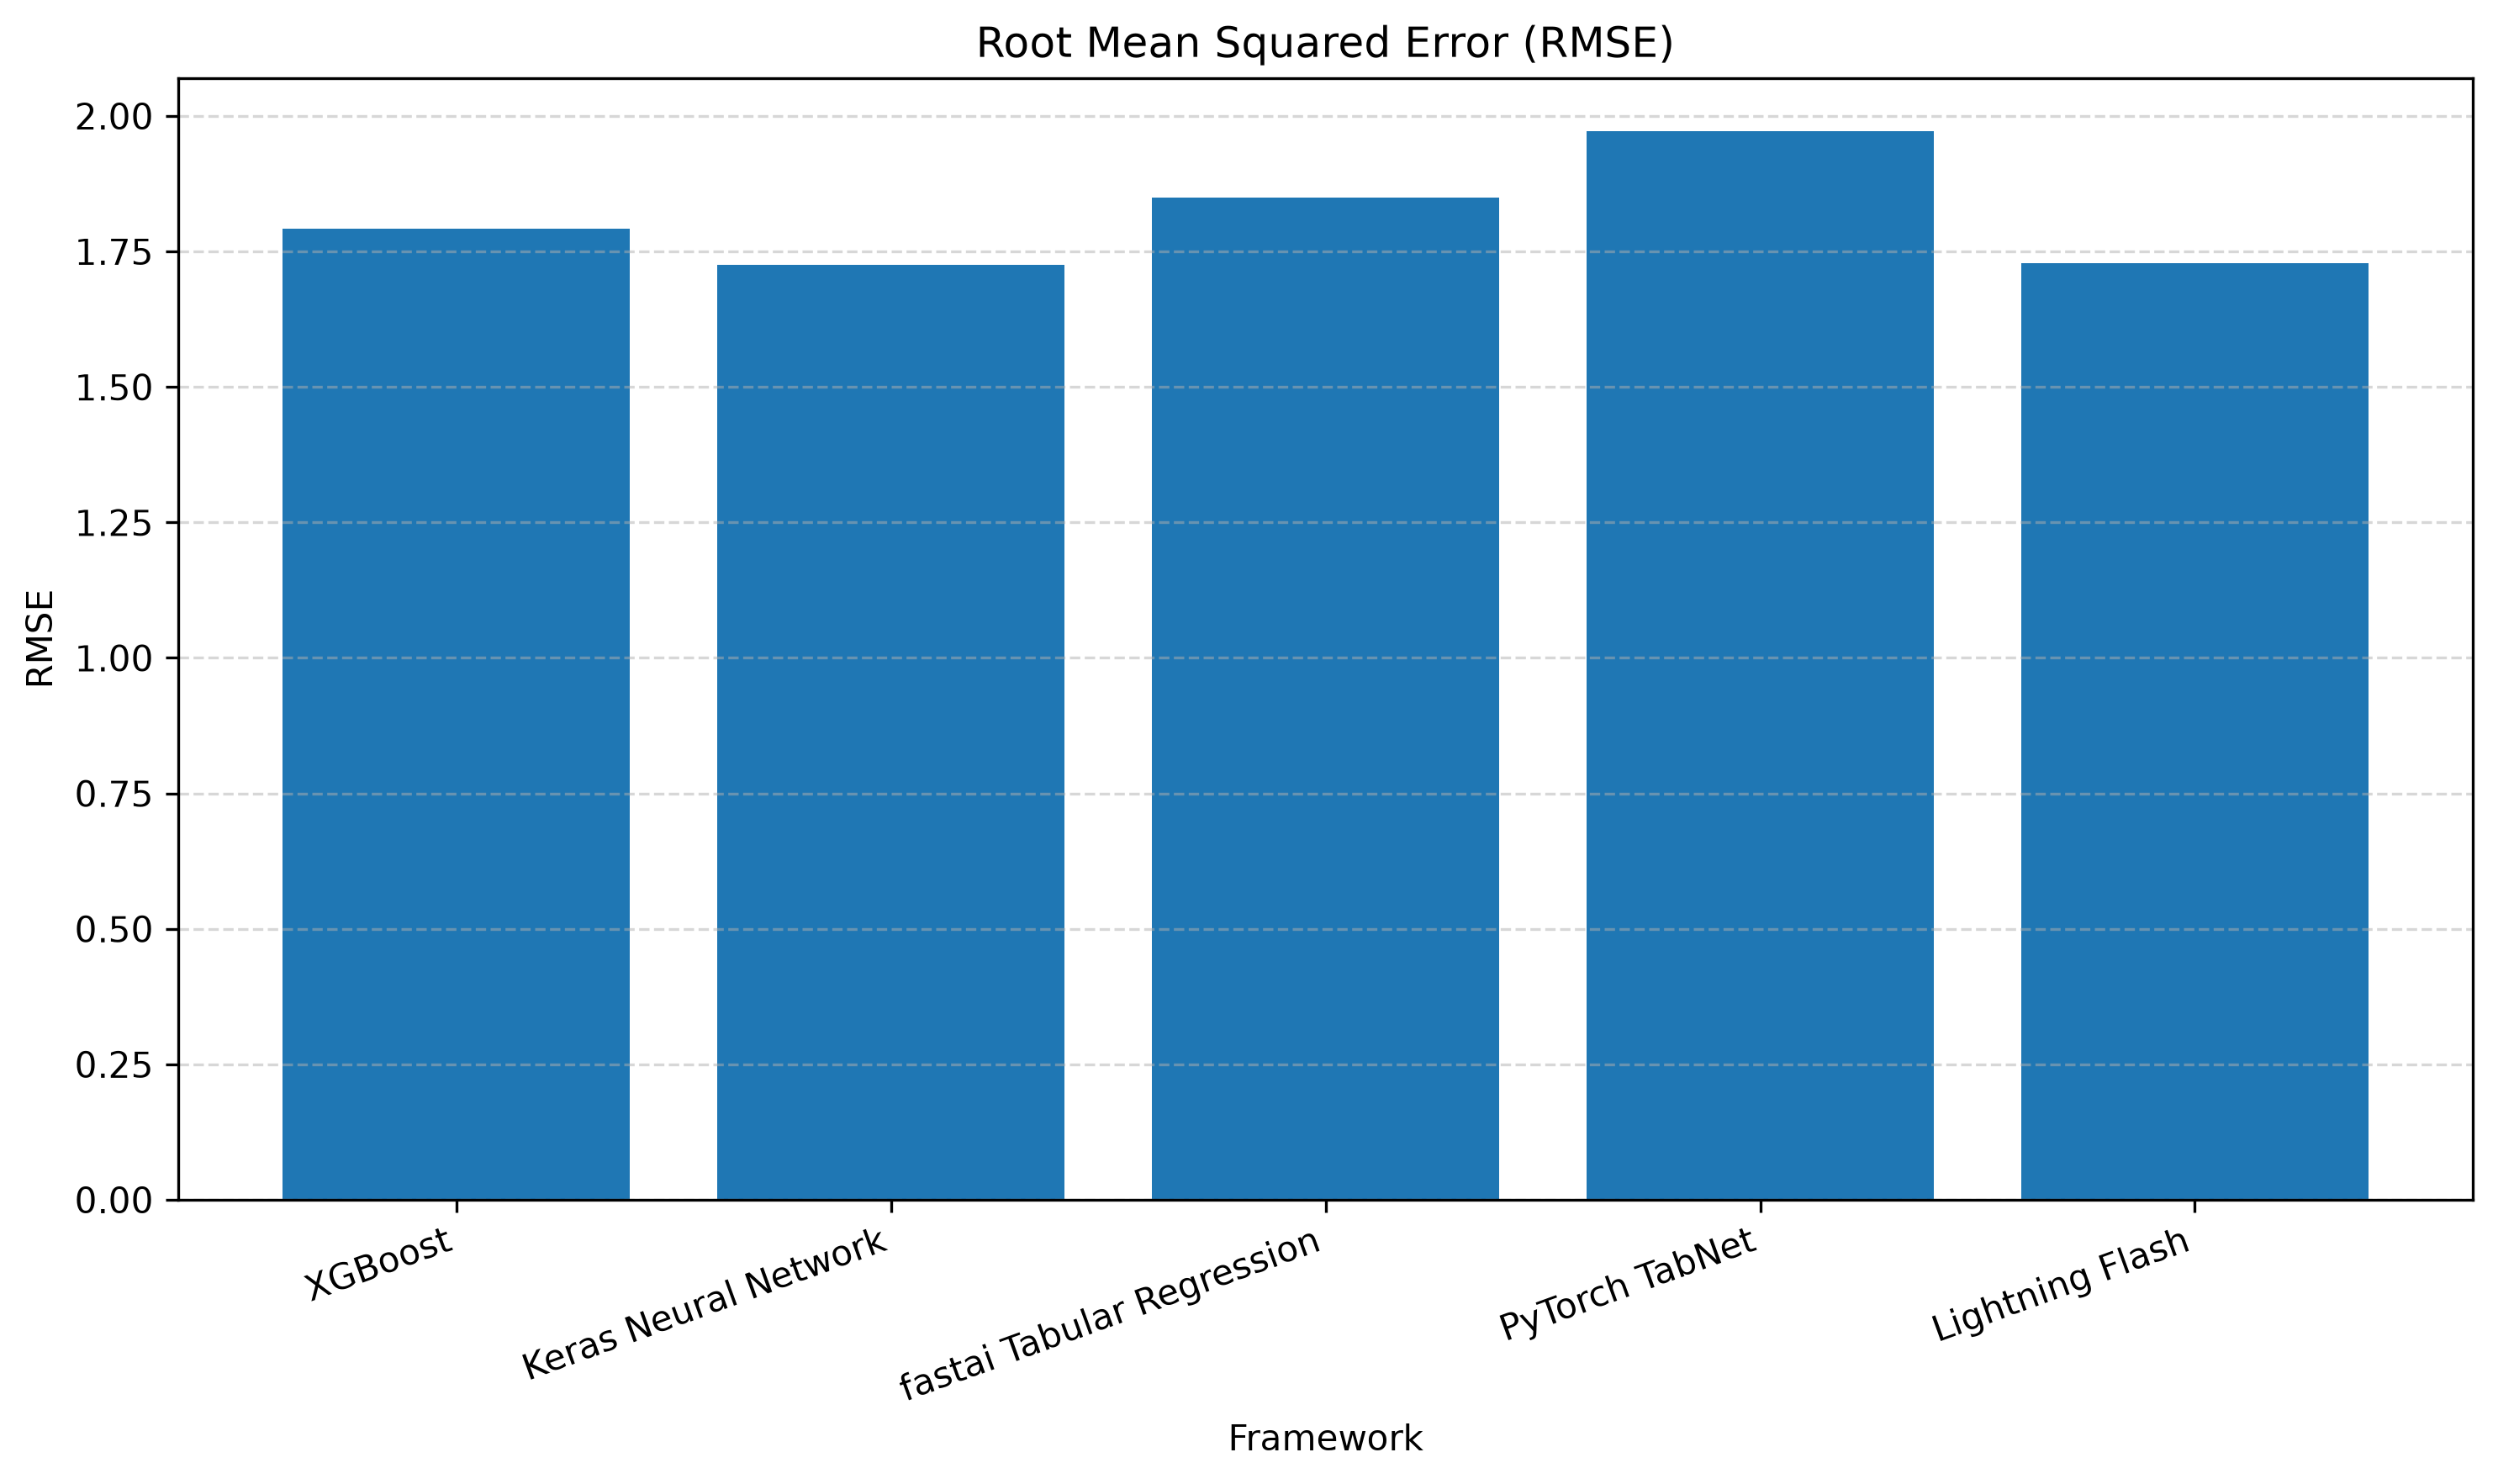 Root Mean Squared Error (RMSE)
2.00
1.75
1.50
1.25
1.00
0.75
0.50
0.25
0.00
RMSE
XGBoost
Keras Neural Network
fastai Tabular Regression
PyTorch TabNet
Lightning Flash
Framework